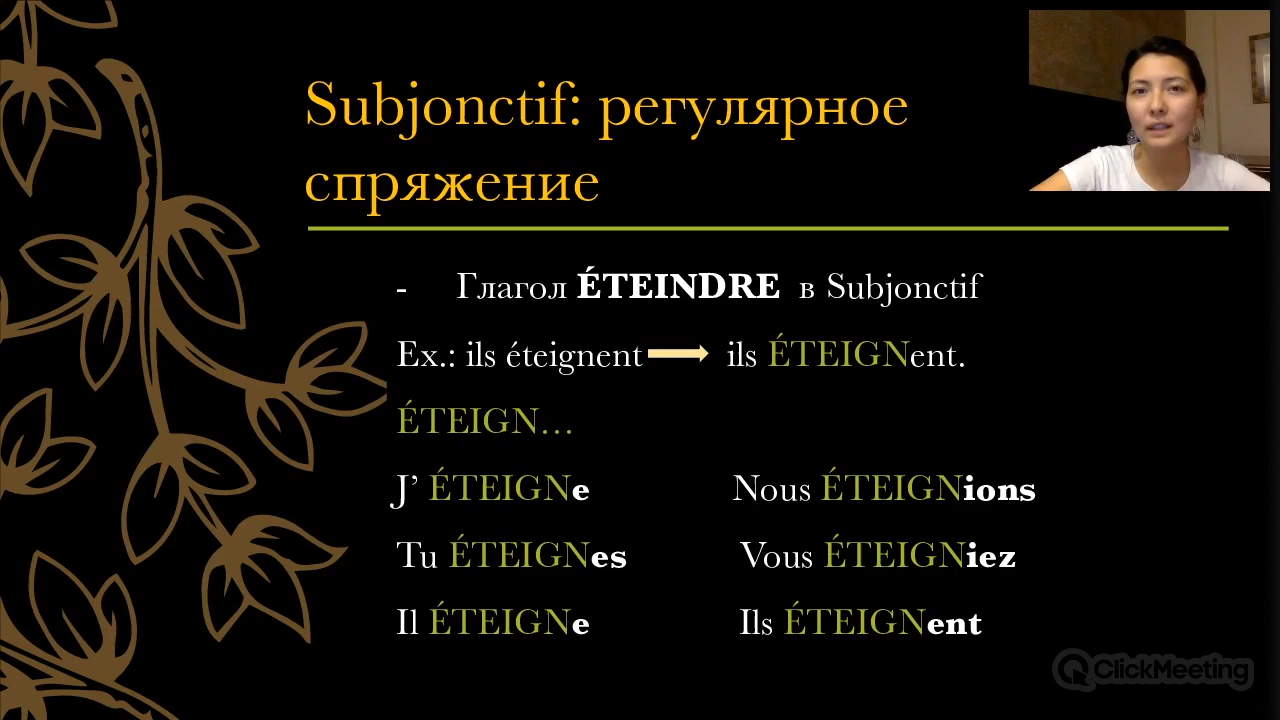 Subjonctif: регулярное
спряжение
- Глагол ÉTEINDRE в Subjonctif
Ex.: ils éteignent ils ÉTEIGNent.
ÉTEIGN...
J’ ÉTEIGNe Nous ÉTEIGNions
Tu ÉTEIGNes Vous ÉTEIGNiez
Il ÉTEIGNe Ils ÉTEIGNent
ClickMeeting